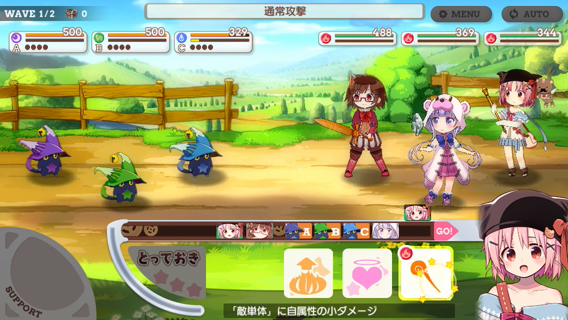 WAVE 1/2 0
通常攻撃
MENU
AUTO
500
500
329
488
369
344
A
B
C
A B C GO!
とっておき
SUPPORT
「敵単体」に自属性の小ダメージ